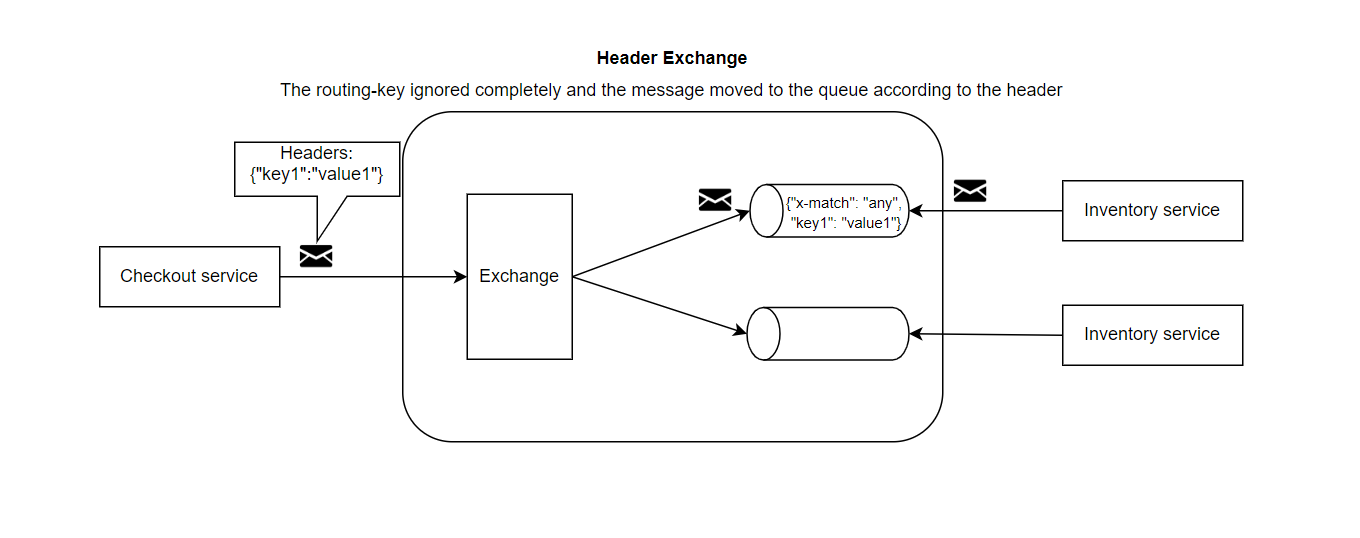 Header Exchange
The routing-key ignored completely and the message moved to the queue according to the header
Headers:
{"key1":"value1"}
Checkout service
Exchange
{"x-match": "any",
"key1": "value1"}
Inventory service
Inventory service